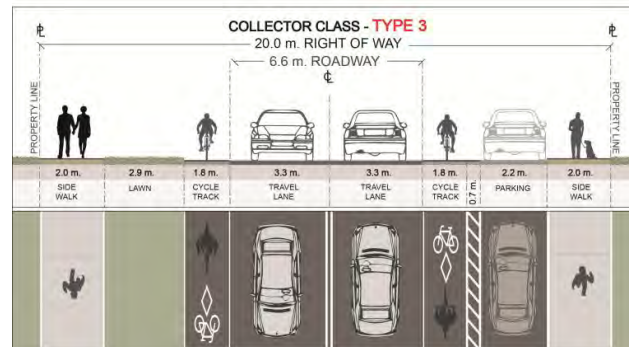 COLLECTOR CLASS - TYPE 3
20.0 m. RIGHT OF WAY
6.6 m. ROADWAY
PROPERTY LINE
PROPERTY LINE
2.0 m.
SIDE
WALK
2.9 m.
LAWN
1.8 m.
CYCLE
TRACK
3.3 m.
TRAVEL
LANE
3.3 m.
TRAVEL
LANE
1.8 m.
CYCLE
TRACK
0.7 m.
2.2 m.
PARKING
2.0 m.
SIDE
WALK